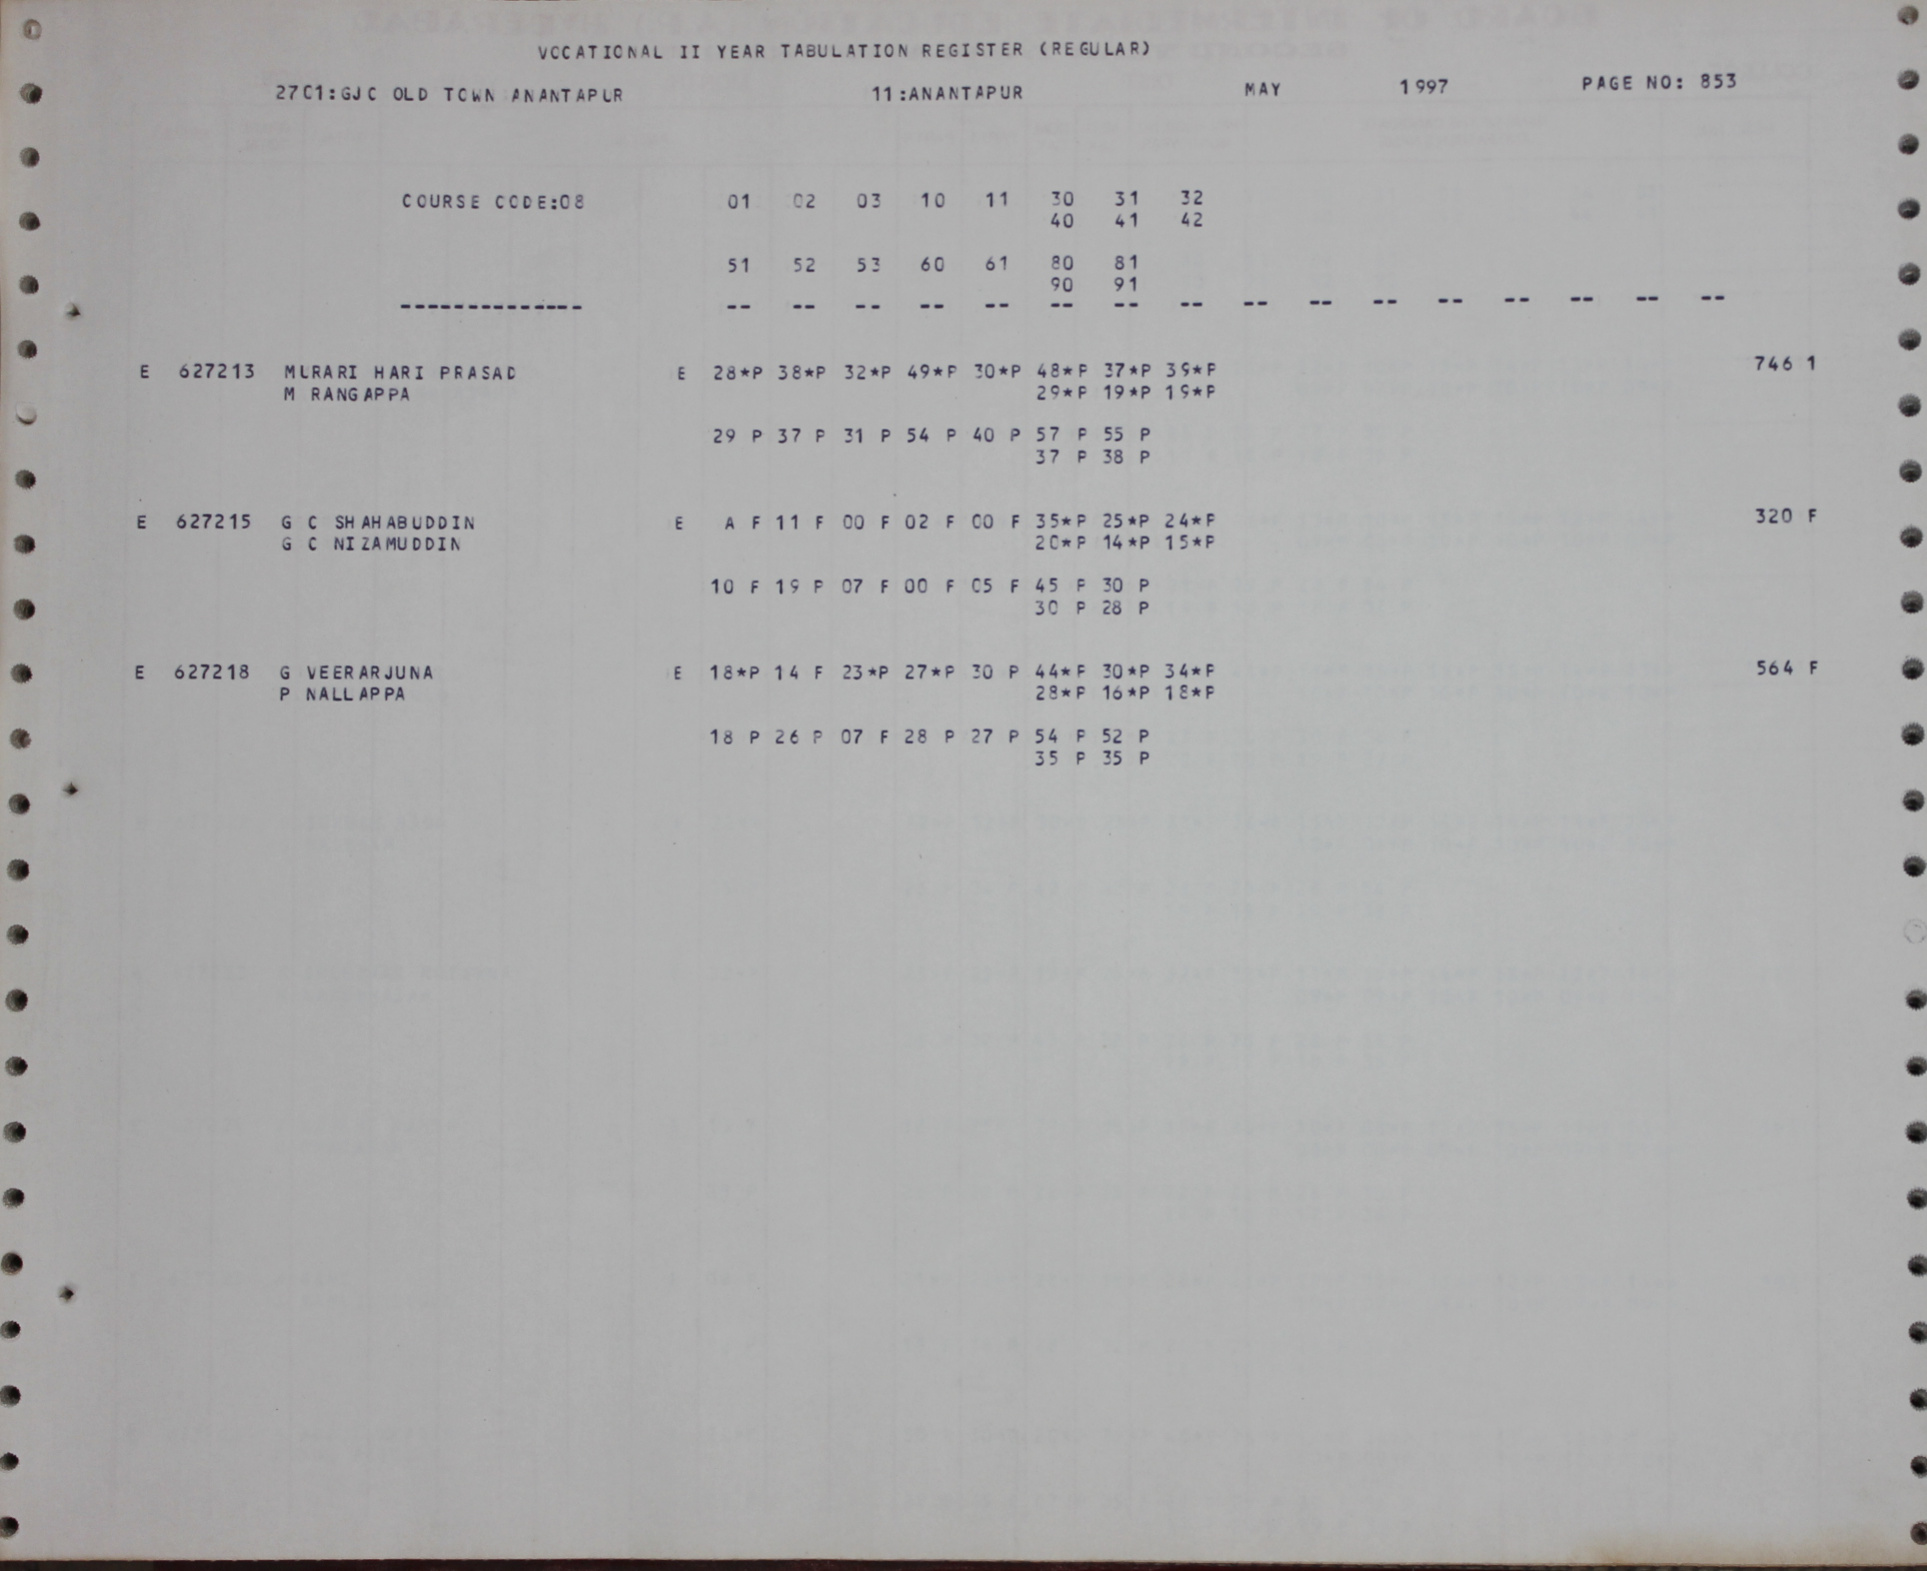 VOCATIONAL II YEAR TABULATION REGISTER (REGULAR)
27C1:GJC OLD TOWN ANANTAPUR 11:ANANTAPUR MAY 1997 PAGE NO: 853
COURSE CODE:08 01 02 03 10 11 30 31 32
40 41 42
51 52 53 60 61 80 81
90 91
-------------- -- -- -- -- -- -- -- -- -- -- -- -- -- -- -- --
E 627213 MURARI HARI PRASAD E 28*P 38*P 32*P 49*P 30*P 48*P 37*P 39*P 746 1
M RANGAPPA 29*P 19*P 19*P
29 P 37 P 31 P 54 P 40 P 57 P 55 P
37 P 38 P
E 627215 G C SHAHABUDDIN E A F 11 F 00 F 02 F 00 F 35*P 25*P 24*P 320 F
G C NIZAMUDDIN 20*P 14*P 15*P
10 F 19 P 07 F 00 F 05 F 45 P 30 P
30 P 28 P
E 627218 G VEERARJUNA E 18*P 14 F 23*P 27*P 30 P 44*P 30*P 34*P 564 F
P NALLAPPA 28*P 16*P 18*P
18 P 26 P 07 F 28 P 27 P 54 P 52 P
35 P 35 P